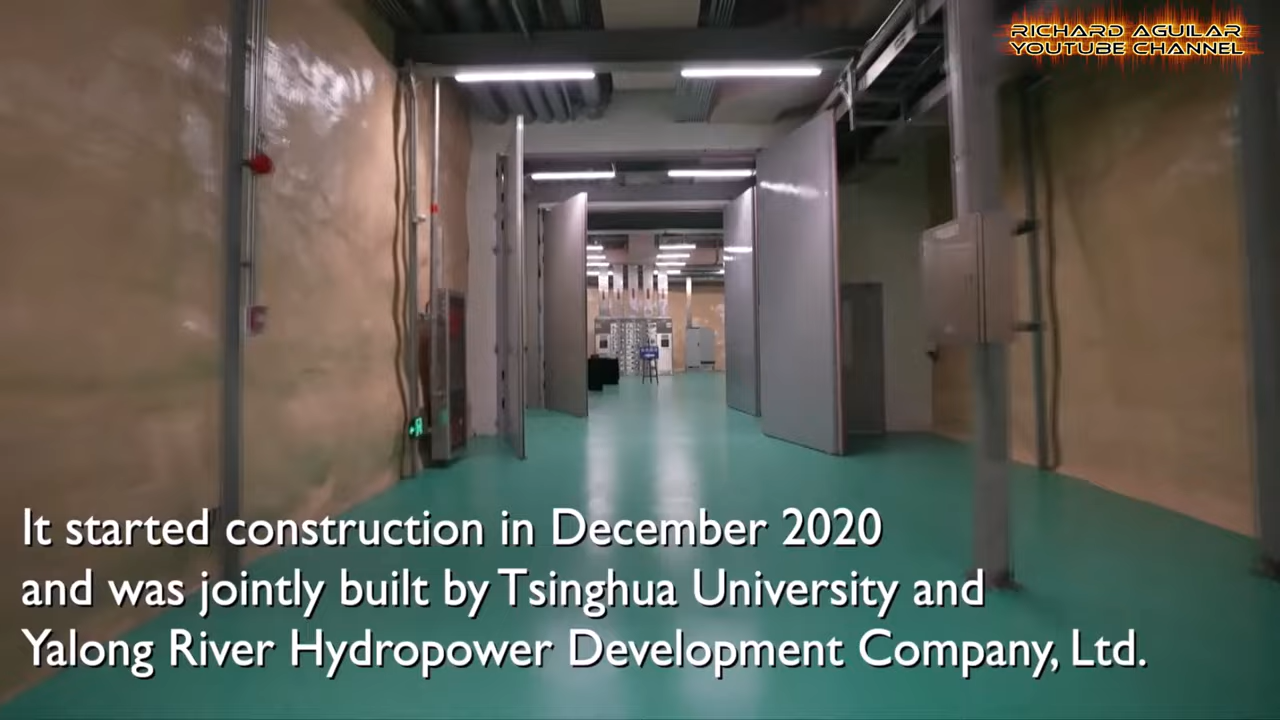 RICHARD AGUILAR
YOUTUBE CHANNEL
It started construction in December 2020
and was jointly built by Tsinghua University and
Yalong River Hydropower Development Company, Ltd.